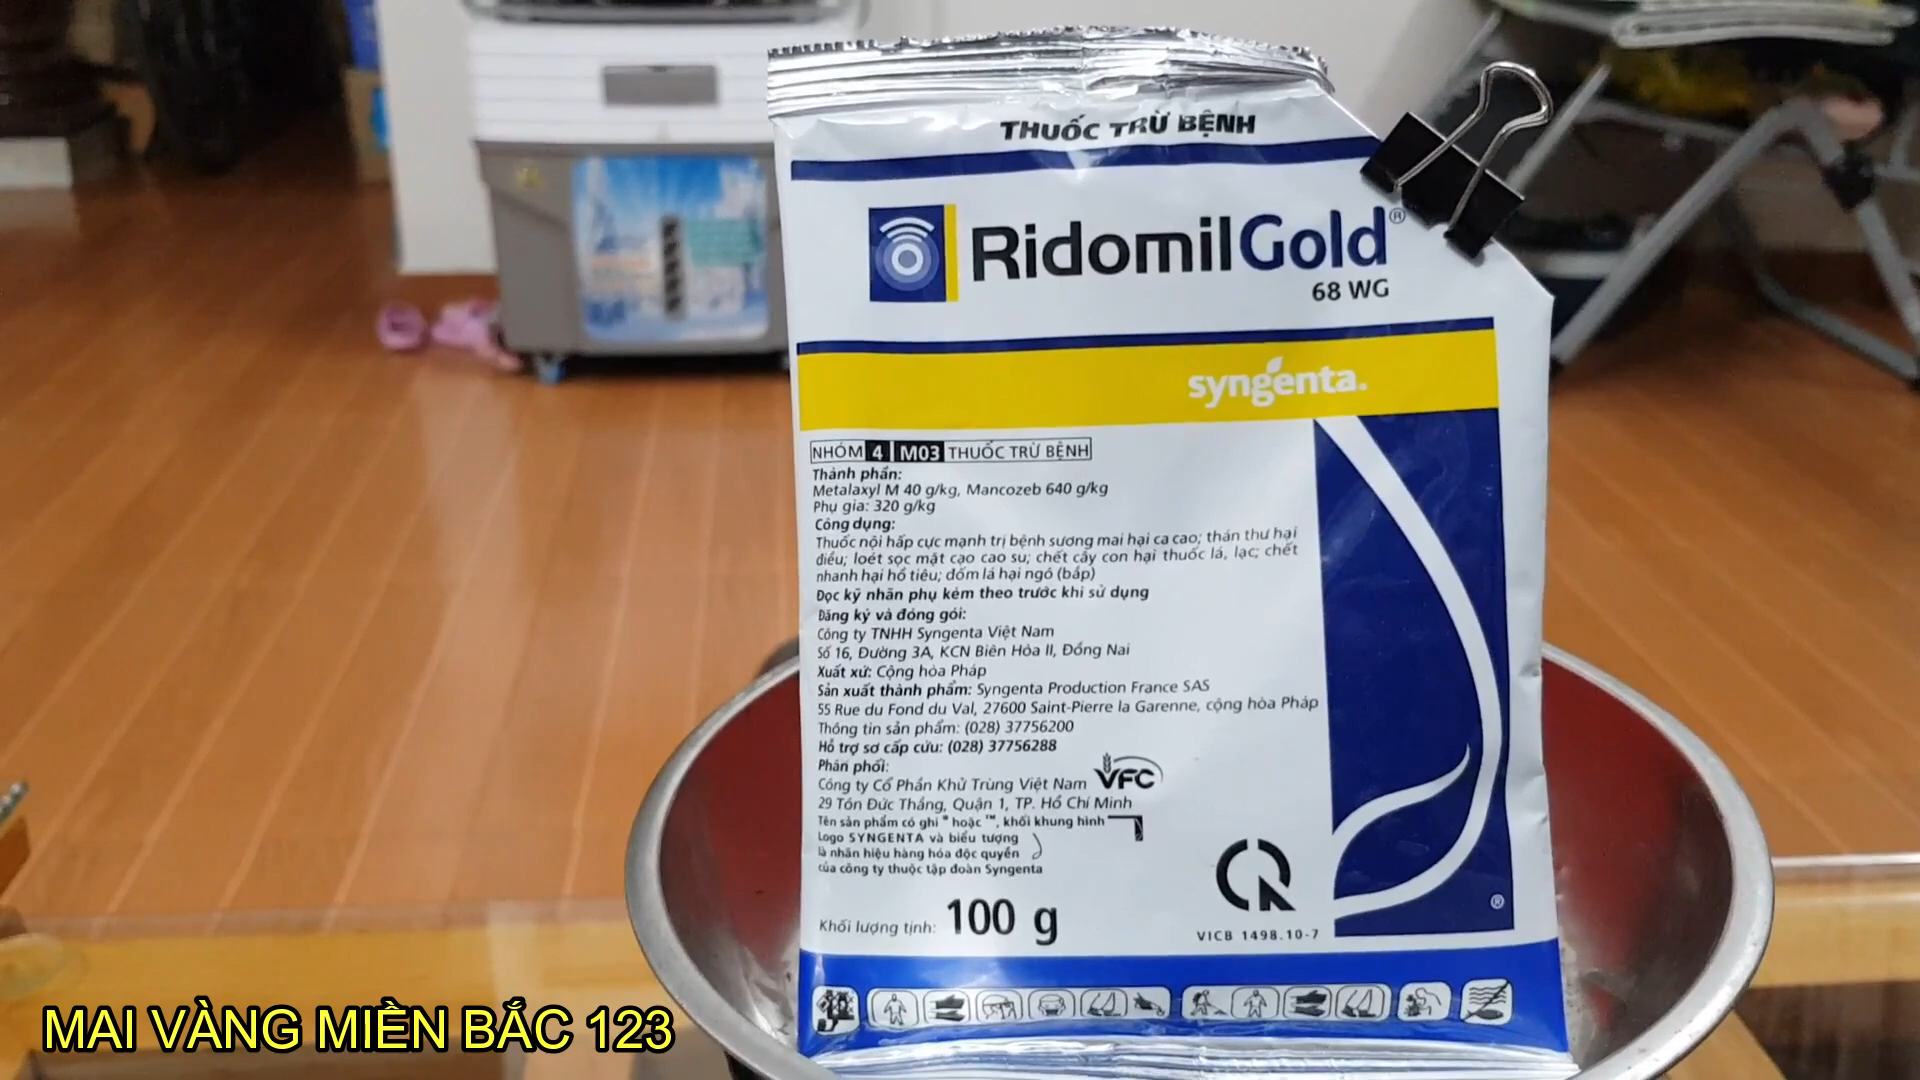 THUỐC TRỪ BỆNH
RidomilGold®
68 WG
syngenta.
NHÓM 4 M03 THUỐC TRỪ BỆNH
Thành phần:
Metalaxyl M 40 g/kg, Mancozeb 640 g/kg
Phụ gia: 320 g/kg
Công dụng:
Thuốc nội hấp cực mạnh trị bệnh sương mai hại ca cao; thán thư hại
điều; loét sọc mặt cạo cao su; chết cây con hại thuốc lá, lạc; chết
nhanh hại hồ tiêu; đốm lá hại ngô (bắp)
Đọc kỹ nhãn phụ kèm theo trước khi sử dụng
Đăng ký và đóng gói:
Công ty TNHH Syngenta Việt Nam
Số 16, Đường 3A, KCN Biên Hòa II, Đồng Nai
Xuất xứ: Cộng hòa Pháp
Sản xuất thành phẩm: Syngenta Production France SAS
55 Rue du Fond du Val, 27600 Saint-Pierre la Garenne, cộng hòa Pháp
Thông tin sản phẩm: (028) 37756200
Hỗ trợ sơ cấp cứu: (028) 37756288
Phân phối:
Công ty Cổ Phần Khử Trùng Việt Nam VFC
29 Tôn Đức Thắng, Quận 1, TP. Hồ Chí Minh
Tên sản phẩm có ghi ® hoặc ™, khối khung hình
Logo SYNGENTA và biểu tượng
là nhãn hiệu hàng hóa độc quyền
của công ty thuộc tập đoàn Syngenta
Khối lượng tịnh: 100 g
VICB 1498.10-7
®
MAI VÀNG MIỀN BẮC 123